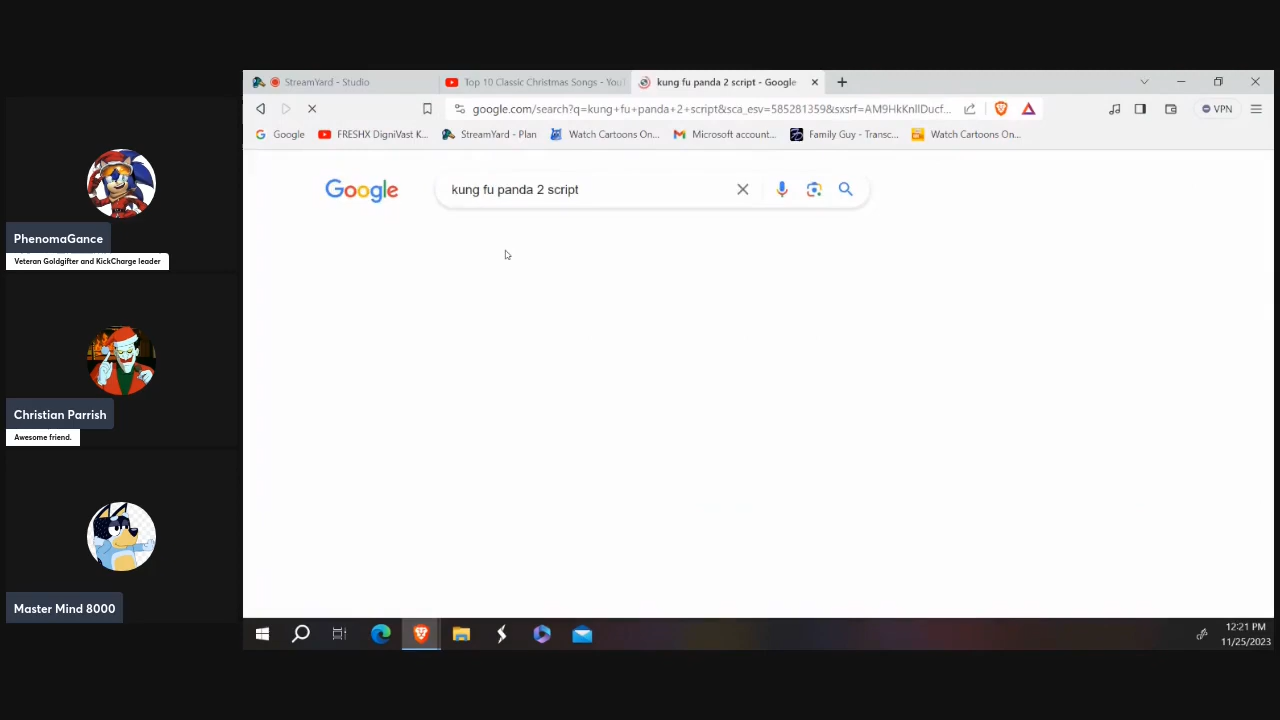 StreamYard - Studio
Top 10 Classic Christmas Songs - You
kung fu panda 2 script - Google
google.com/search?q=kung+fu+panda+2+script&sca_esv=585281359&sxsrf=AM9HkKnllDucf...
VPN
Google
FRESHX DigniVast K...
StreamYard - Plan
Watch Cartoons On...
Microsoft account...
Family Guy - Transc...
Watch Cartoons On...
Google
kung fu panda 2 script
PhenomaGance
Veteran Goldgifter and KickCharge leader
Christian Parrish
Awesome friend.
Master Mind 8000
12:21 PM
11/25/2023